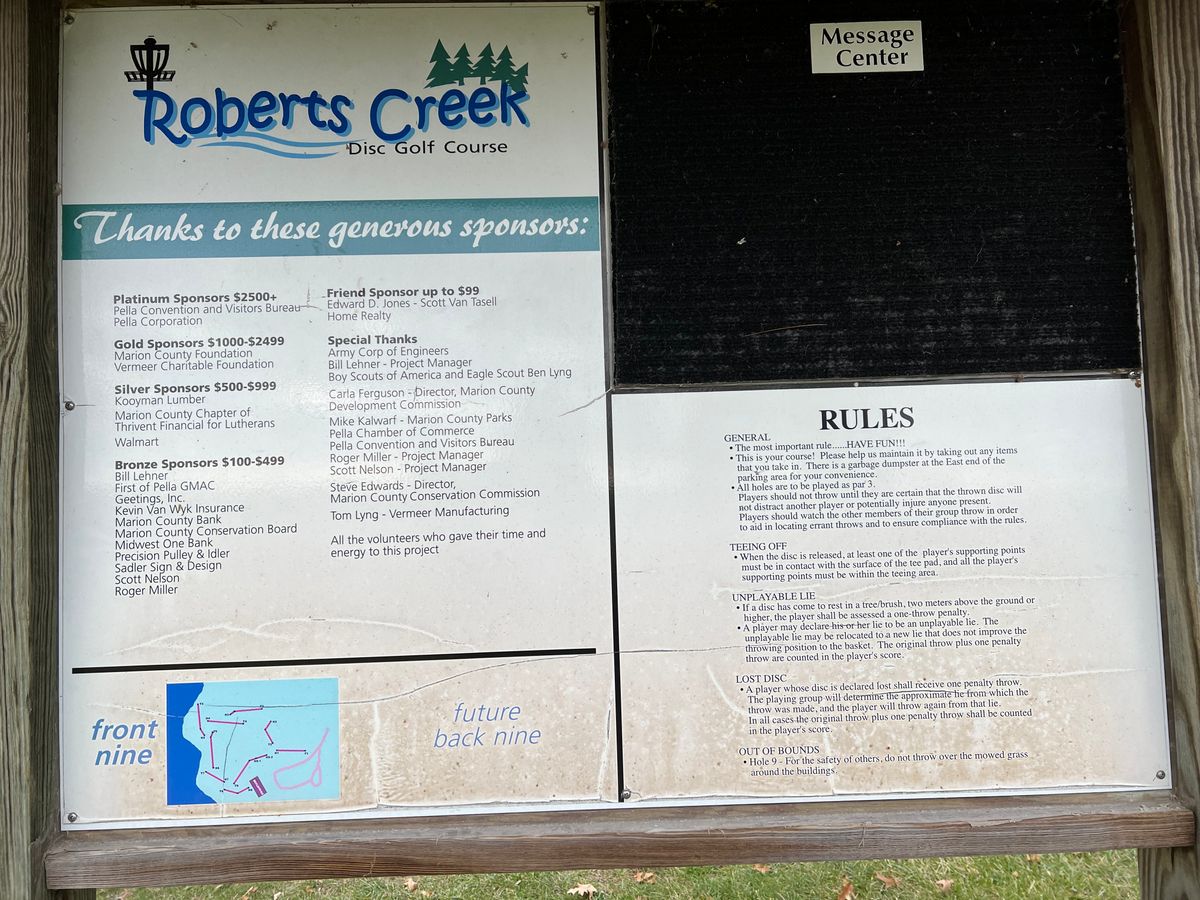 Roberts Creek
Disc Golf Course
Thanks to these generous sponsors:
Platinum Sponsors $2500+
Pella Convention and Visitors Bureau
Pella Corporation
Gold Sponsors $1000-$2499
Marion County Foundation
Vermeer Charitable Foundation
Silver Sponsors $500-$999
Kooyman Lumber
Marion County Chapter of
Thrivent Financial for Lutherans
Walmart
Bronze Sponsors $100-$499
Bill Lehner
First of Pella GMAC
Geetings, Inc.
Kevin Van Wyk Insurance
Marion County Bank
Marion County Conservation Board
Midwest One Bank
Precision Pulley & Idler
Sadler Sign & Design
Scott Nelson
Roger Miller
Friend Sponsor up to $99
Edward D. Jones - Scott Van Tasell
Home Realty
Special Thanks
Army Corp of Engineers
Bill Lehner - Project Manager
Boy Scouts of America and Eagle Scout Ben Lyng
Carla Ferguson - Director, Marion County
Development Commission
Mike Kalwarf - Marion County Parks
Pella Chamber of Commerce
Pella Convention and Visitors Bureau
Roger Miller - Project Manager
Scott Nelson - Project Manager
Steve Edwards - Director,
Marion County Conservation Commission
Tom Lyng - Vermeer Manufacturing
All the volunteers who gave their time and
energy to this project
front
nine
future
back nine
Message
Center
RULES
GENERAL
• The most important rule......HAVE FUN!!!
• This is your course! Please help us maintain it by taking out any items
that you take in. There is a garbage dumpster at the East end of the
parking area for your convenience.
• All holes are to be played as par 3.
Players should not throw until they are certain that the thrown disc will
not distract another player or potentially injure anyone present.
Players should watch the other members of their group throw in order
to aid in locating errant throws and to ensure compliance with the rules.
TEEING OFF
• When the disc is released, at least one of the player's supporting points
must be in contact with the surface of the tee pad, and all the player's
supporting points must be within the teeing area.
UNPLAYABLE LIE
• If a disc has come to rest in a tree/brush, two meters above the ground or
higher, the player shall be assessed a one-throw penalty.
• A player may declare his or her lie to be an unplayable lie. The
unplayable lie may be relocated to a new lie that does not improve the
throwing position to the basket. The original throw plus one penalty
throw are counted in the player's score.
LOST DISC
• A player whose disc is declared lost shall receive one penalty throw.
The playing group will determine the approximate lie from which the
throw was made, and the player will throw again from that lie.
In all cases the original throw plus one penalty throw shall be counted
in the player's score.
OUT OF BOUNDS
• Hole 9 - For the safety of others, do not throw over the mowed grass
around the buildings.